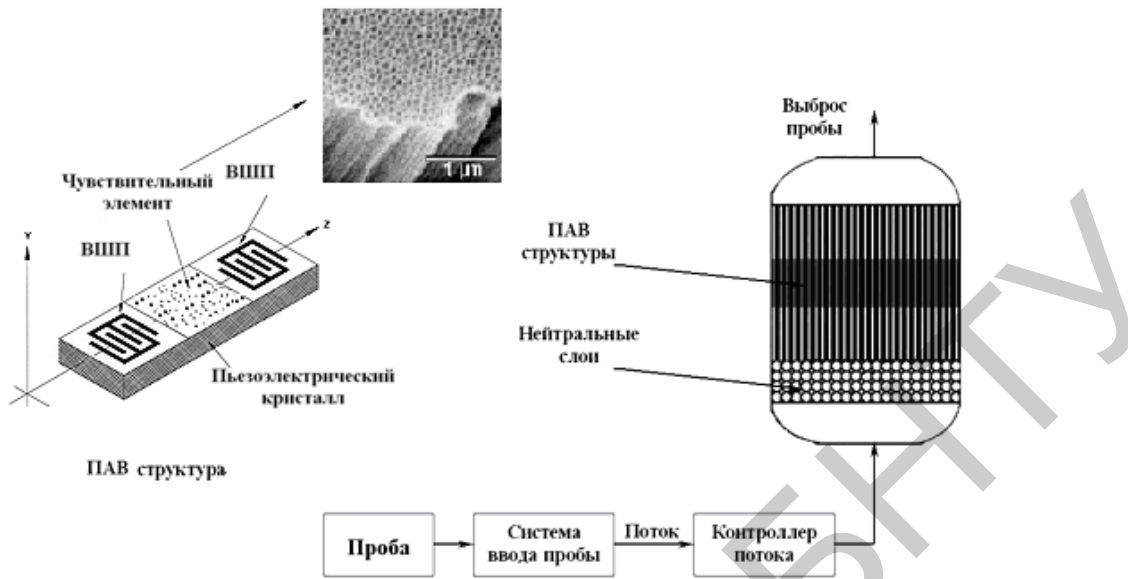 1 µm
Чувствительный
элемент
ВШП
ВШП
Y
Z
Пьезоэлектрический
кристалл
ПАВ структура
Выброс
пробы
ПАВ
структуры
Нейтральные
слои
Проба
Система
ввода пробы
Поток
Контроллер
потока
БНТУ